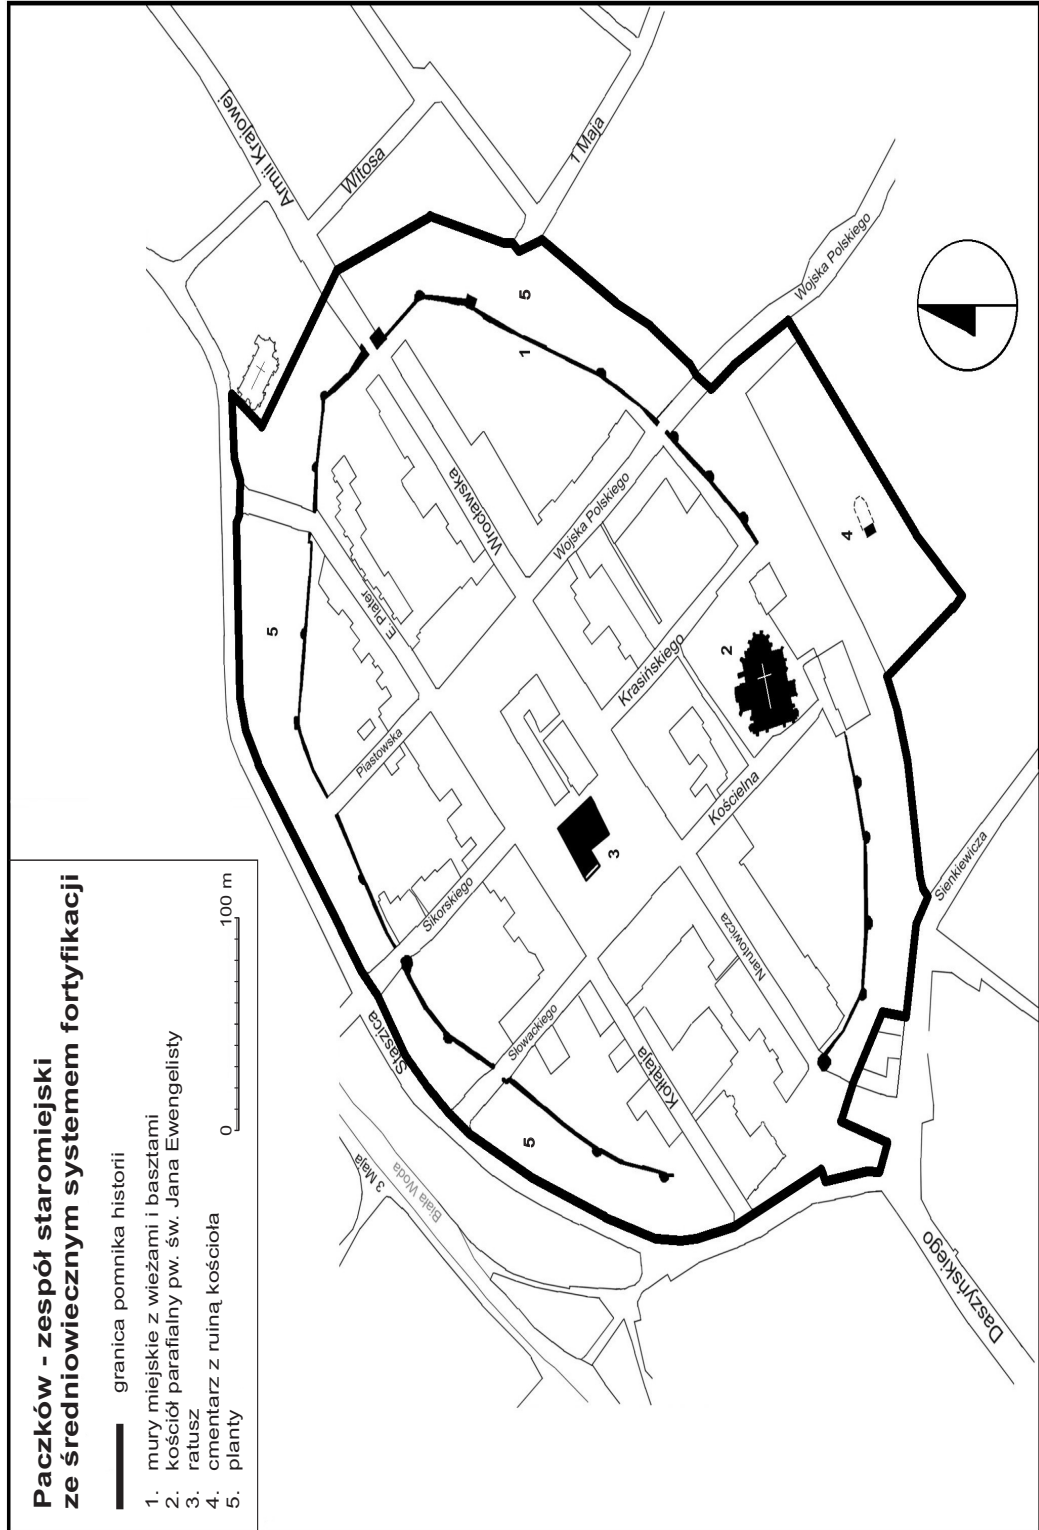 Paczków - zespół staromiejski
ze średniowiecznym systemem fortyfikacji
granica pomnika historii
1. mury miejskie z wieżami i basztami
2. kościół parafialny pw. św. Jana Ewengelisty
3. ratusz
4. cmentarz z ruiną kościoła
5. planty
0 100 m
Armii Krajowej
Witosa
1 Maja
Wojska Polskiego
5
1
Wrocławska
Wojska Polskiego
4
5
E. Plater
2
Krasińskiego
Piastowska
Kościelna
3
Sikorskiego
Sienkiewicza
Narutowicza
Staszica
Słowackiego
Kołłątaja
5
3 Maja
Biała Woda
Daszyńskiego